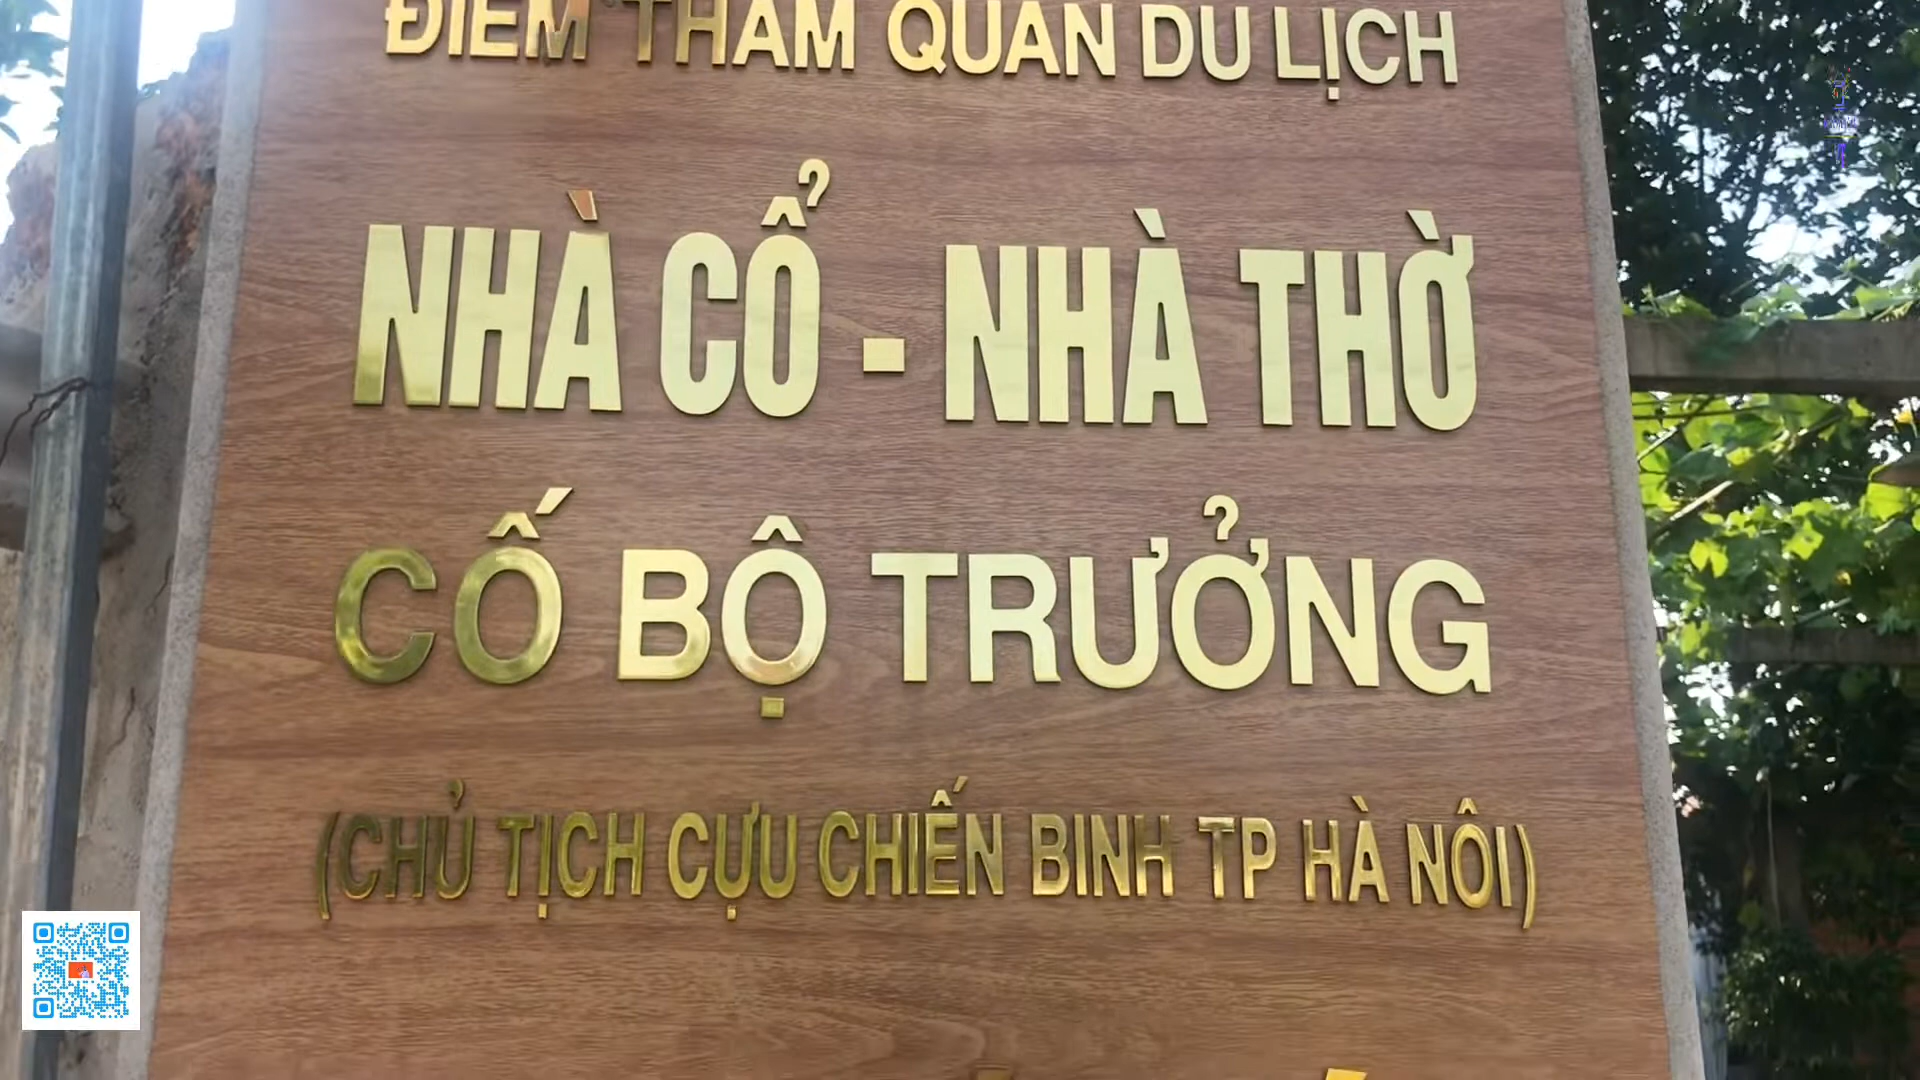 ĐIỂM THAM QUAN DU LỊCH
NHÀ CỔ - NHÀ THỜ
CỐ BỘ TRƯỞNG
(CHỦ TỊCH CỰU CHIẾN BINH TP HÀ NÔI)